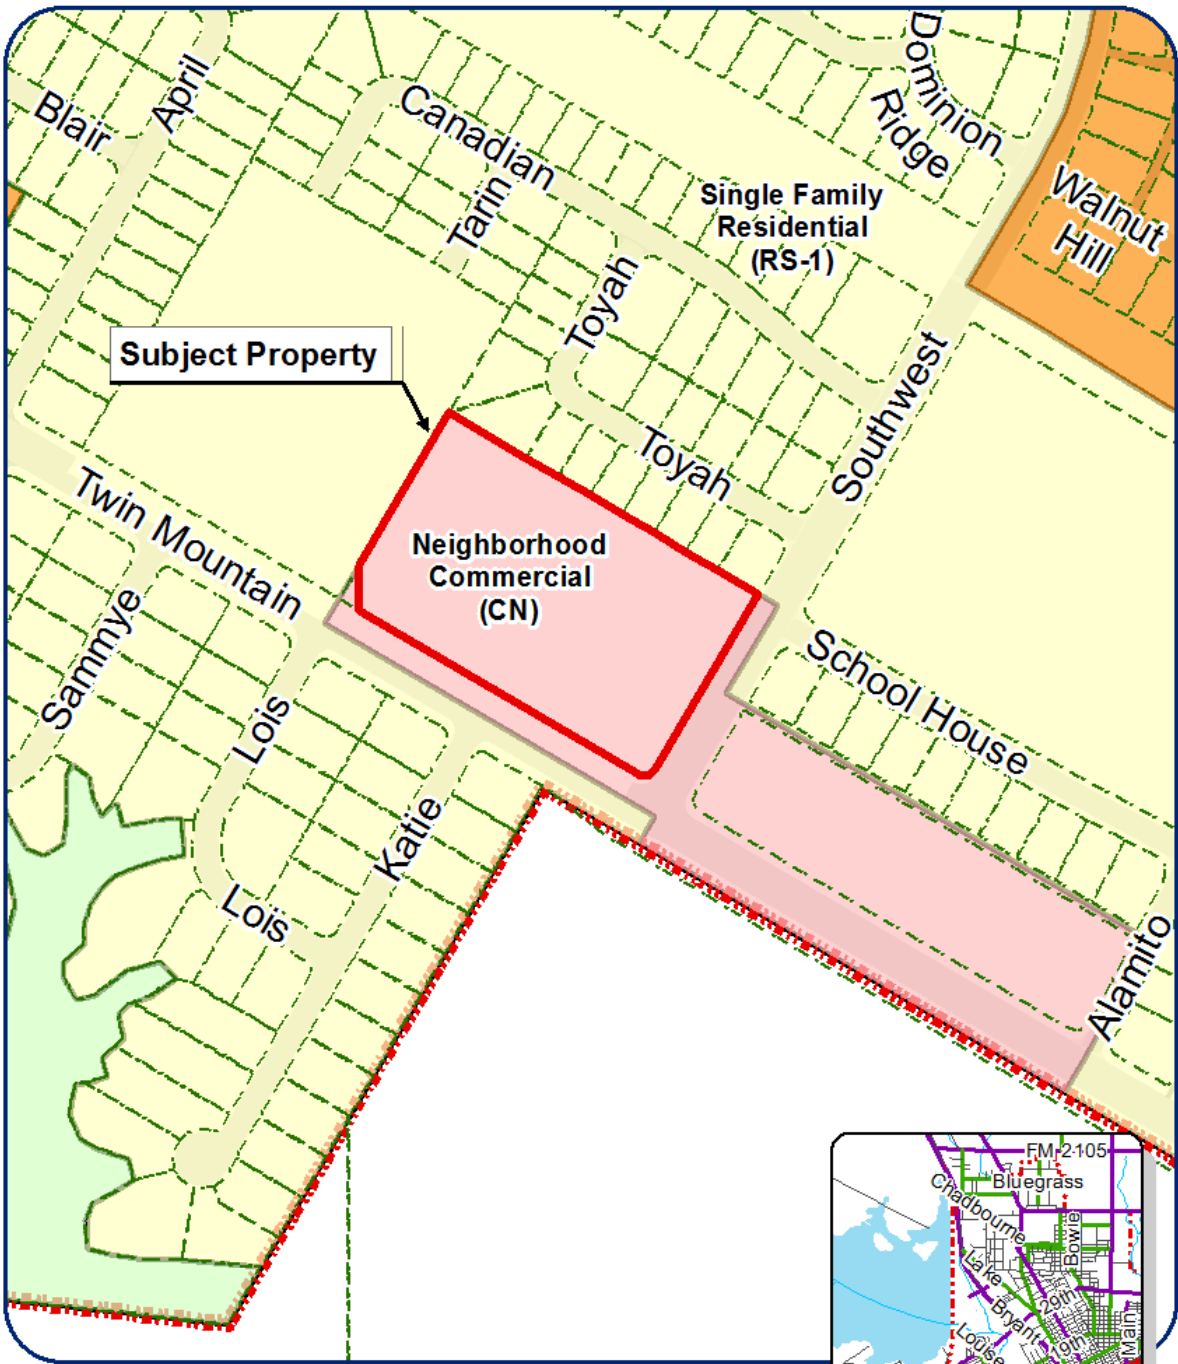 Dominion
Ridge
April
Blair
Canadian
Tarin
Single Family
Residential
(RS-1)
Walnut
Hill
Toyah
Subject Property
Southwest
Toyah
Twin Mountain
Neighborhood
Commercial
(CN)
Sammye
School House
Lois
Katie
Lois
Alamito
FM 2105
Bluegrass
Chadbourne
Bowie
Lake
29th
Bryant
Main
Louise
19th